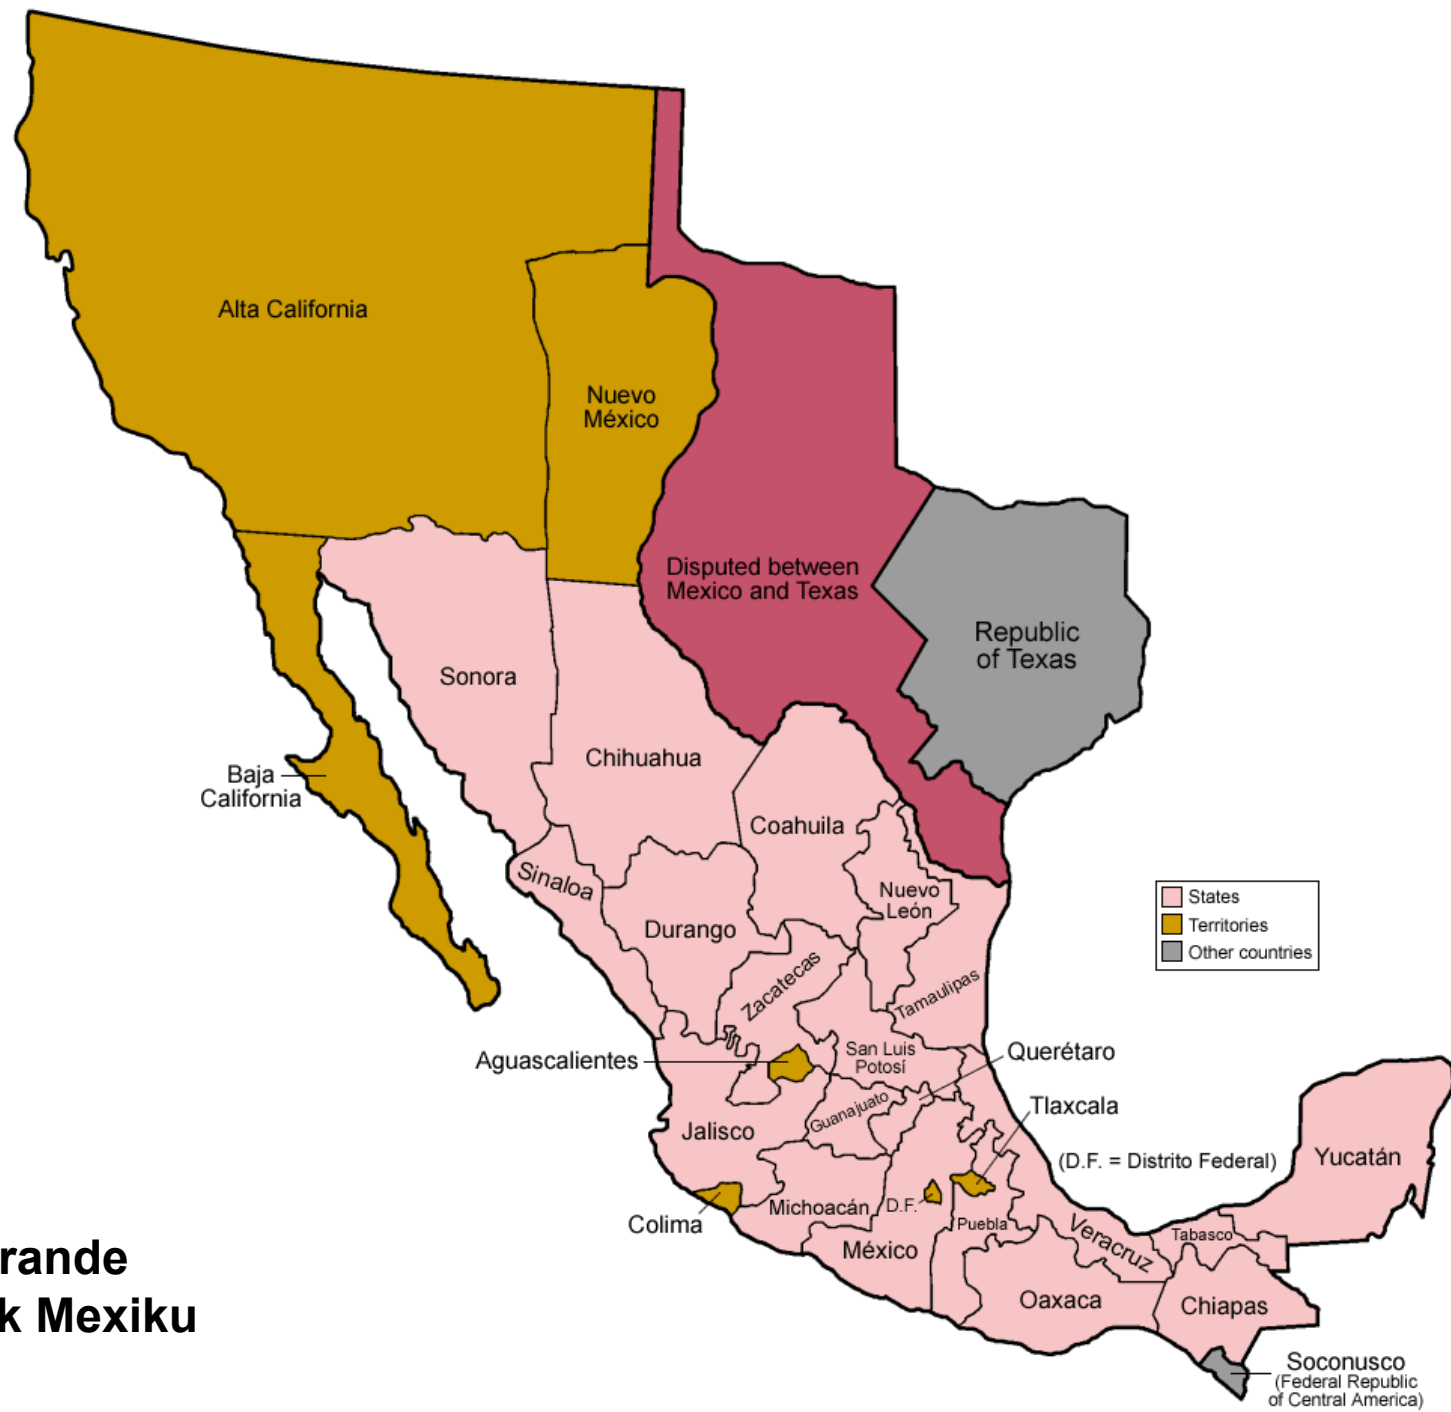 Alta California
Nuevo
México
Disputed between
Mexico and Texas
Republic
of Texas
Sonora
Chihuahua
Baja
California
Coahuila
Sinaloa
Nuevo
León
Durango
States
Territories
Other countries
Zacatecas
Tamaulipas
Aguascalientes
San Luis
Potosí
Querétaro
Guanajuato
Tlaxcala
Jalisco
(D.F. = Distrito Federal)
Yucatán
Colima
Michoacán
D.F.
Puebla
Veracruz
Tabasco
México
Oaxaca
Chiapas
rande
k Mexiku
Soconusco
(Federal Republic
of Central America)